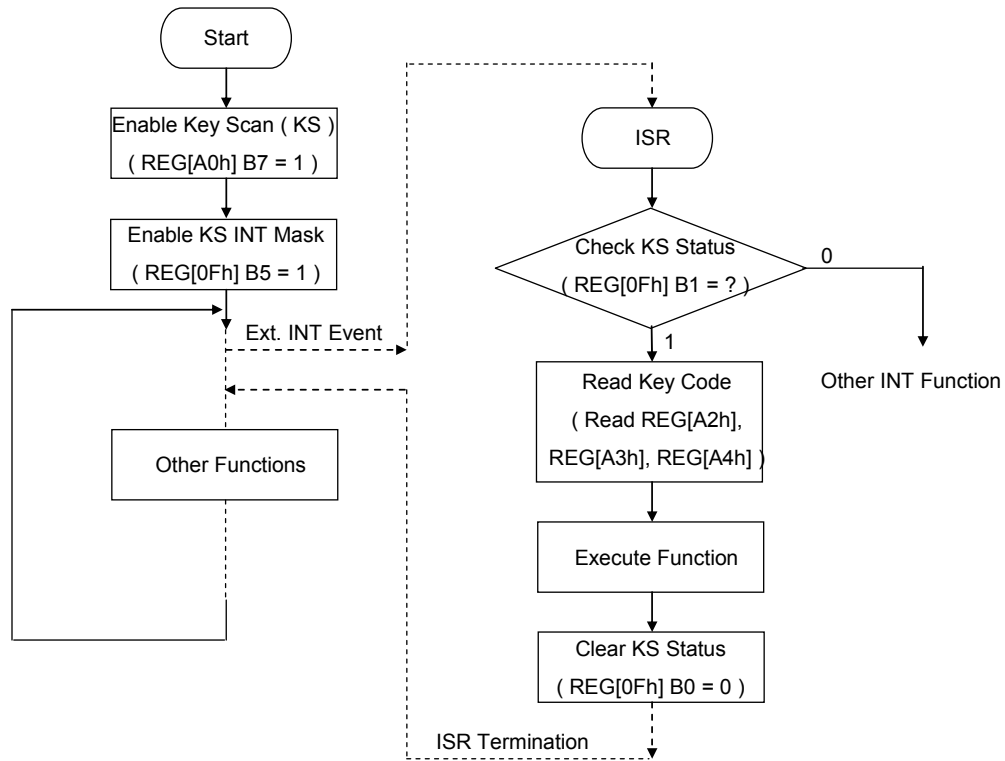 Start
Enable Key Scan ( KS )
( REG[A0h] B7 = 1 )
Enable KS INT Mask
( REG[0Fh] B5 = 1 )
Ext. INT Event
Other Functions
ISR
Check KS Status
( REG[0Fh] B1 = ? )
0
1
Other INT Function
Read Key Code
( Read REG[A2h],
REG[A3h], REG[A4h] )
Execute Function
Clear KS Status
( REG[0Fh] B0 = 0 )
ISR Termination